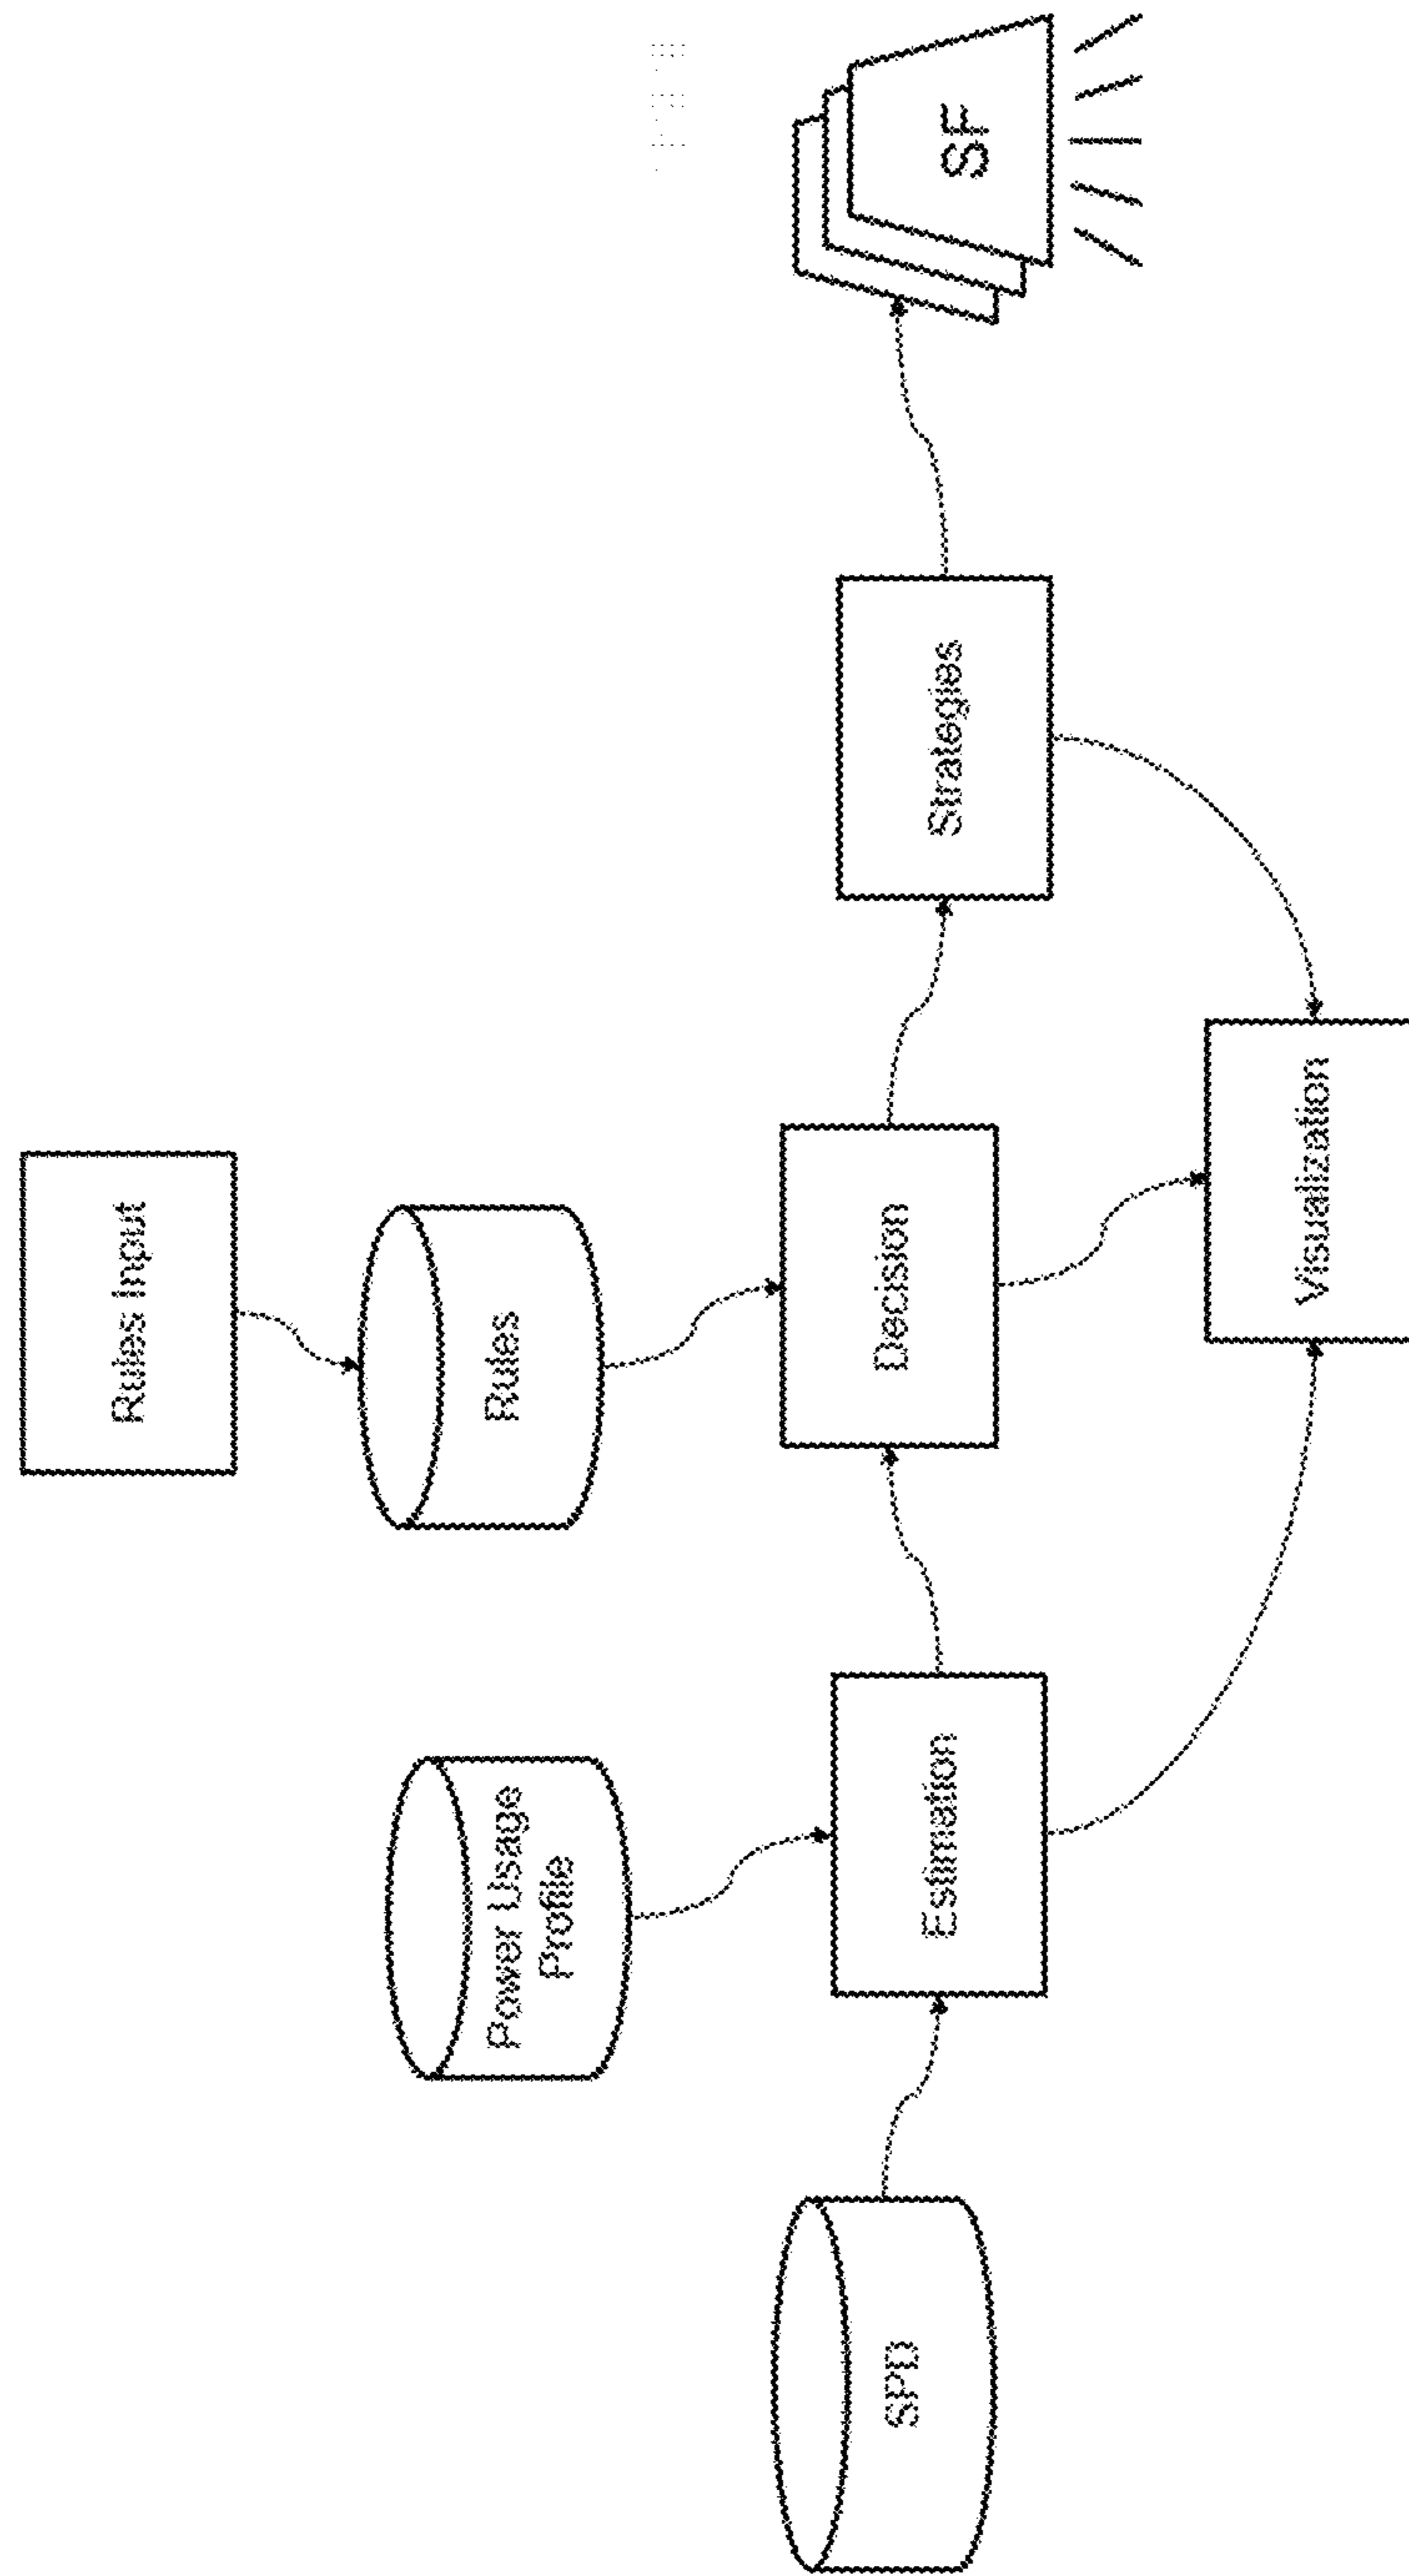 Rules Input
Rules
Power Usage
Profile
SPD
Estimation
Decision
Strategies
SF
Visualization